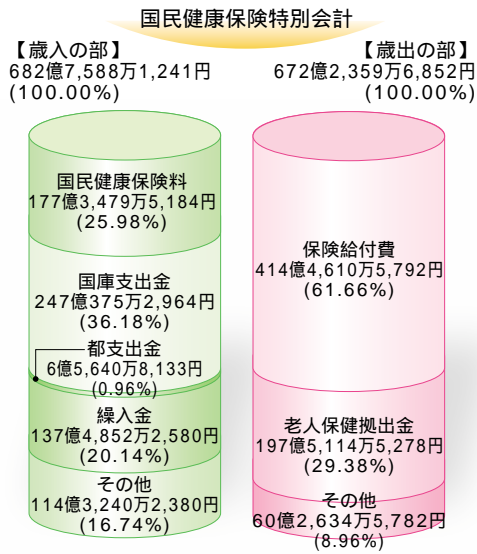 国民健康保険特別会計
【歳入の部】
682億7,588万1,241円
(100.00%)
国民健康保険料
177億3,479万5,184円
(25.98%)
国庫支出金
247億375万2,964円
(36.18%)
都支出金
6億5,640万8,133円
(0.96%)
繰入金
137億4,852万2,580円
(20.14%)
その他
114億3,240万2,380円
(16.74%)
【歳出の部】
672億2,359万6,852円
(100.00%)
保険給付費
414億4,610万5,792円
(61.66%)
老人保健拠出金
197億5,114万5,278円
(29.38%)
その他
60億2,634万5,782円
(8.96%)